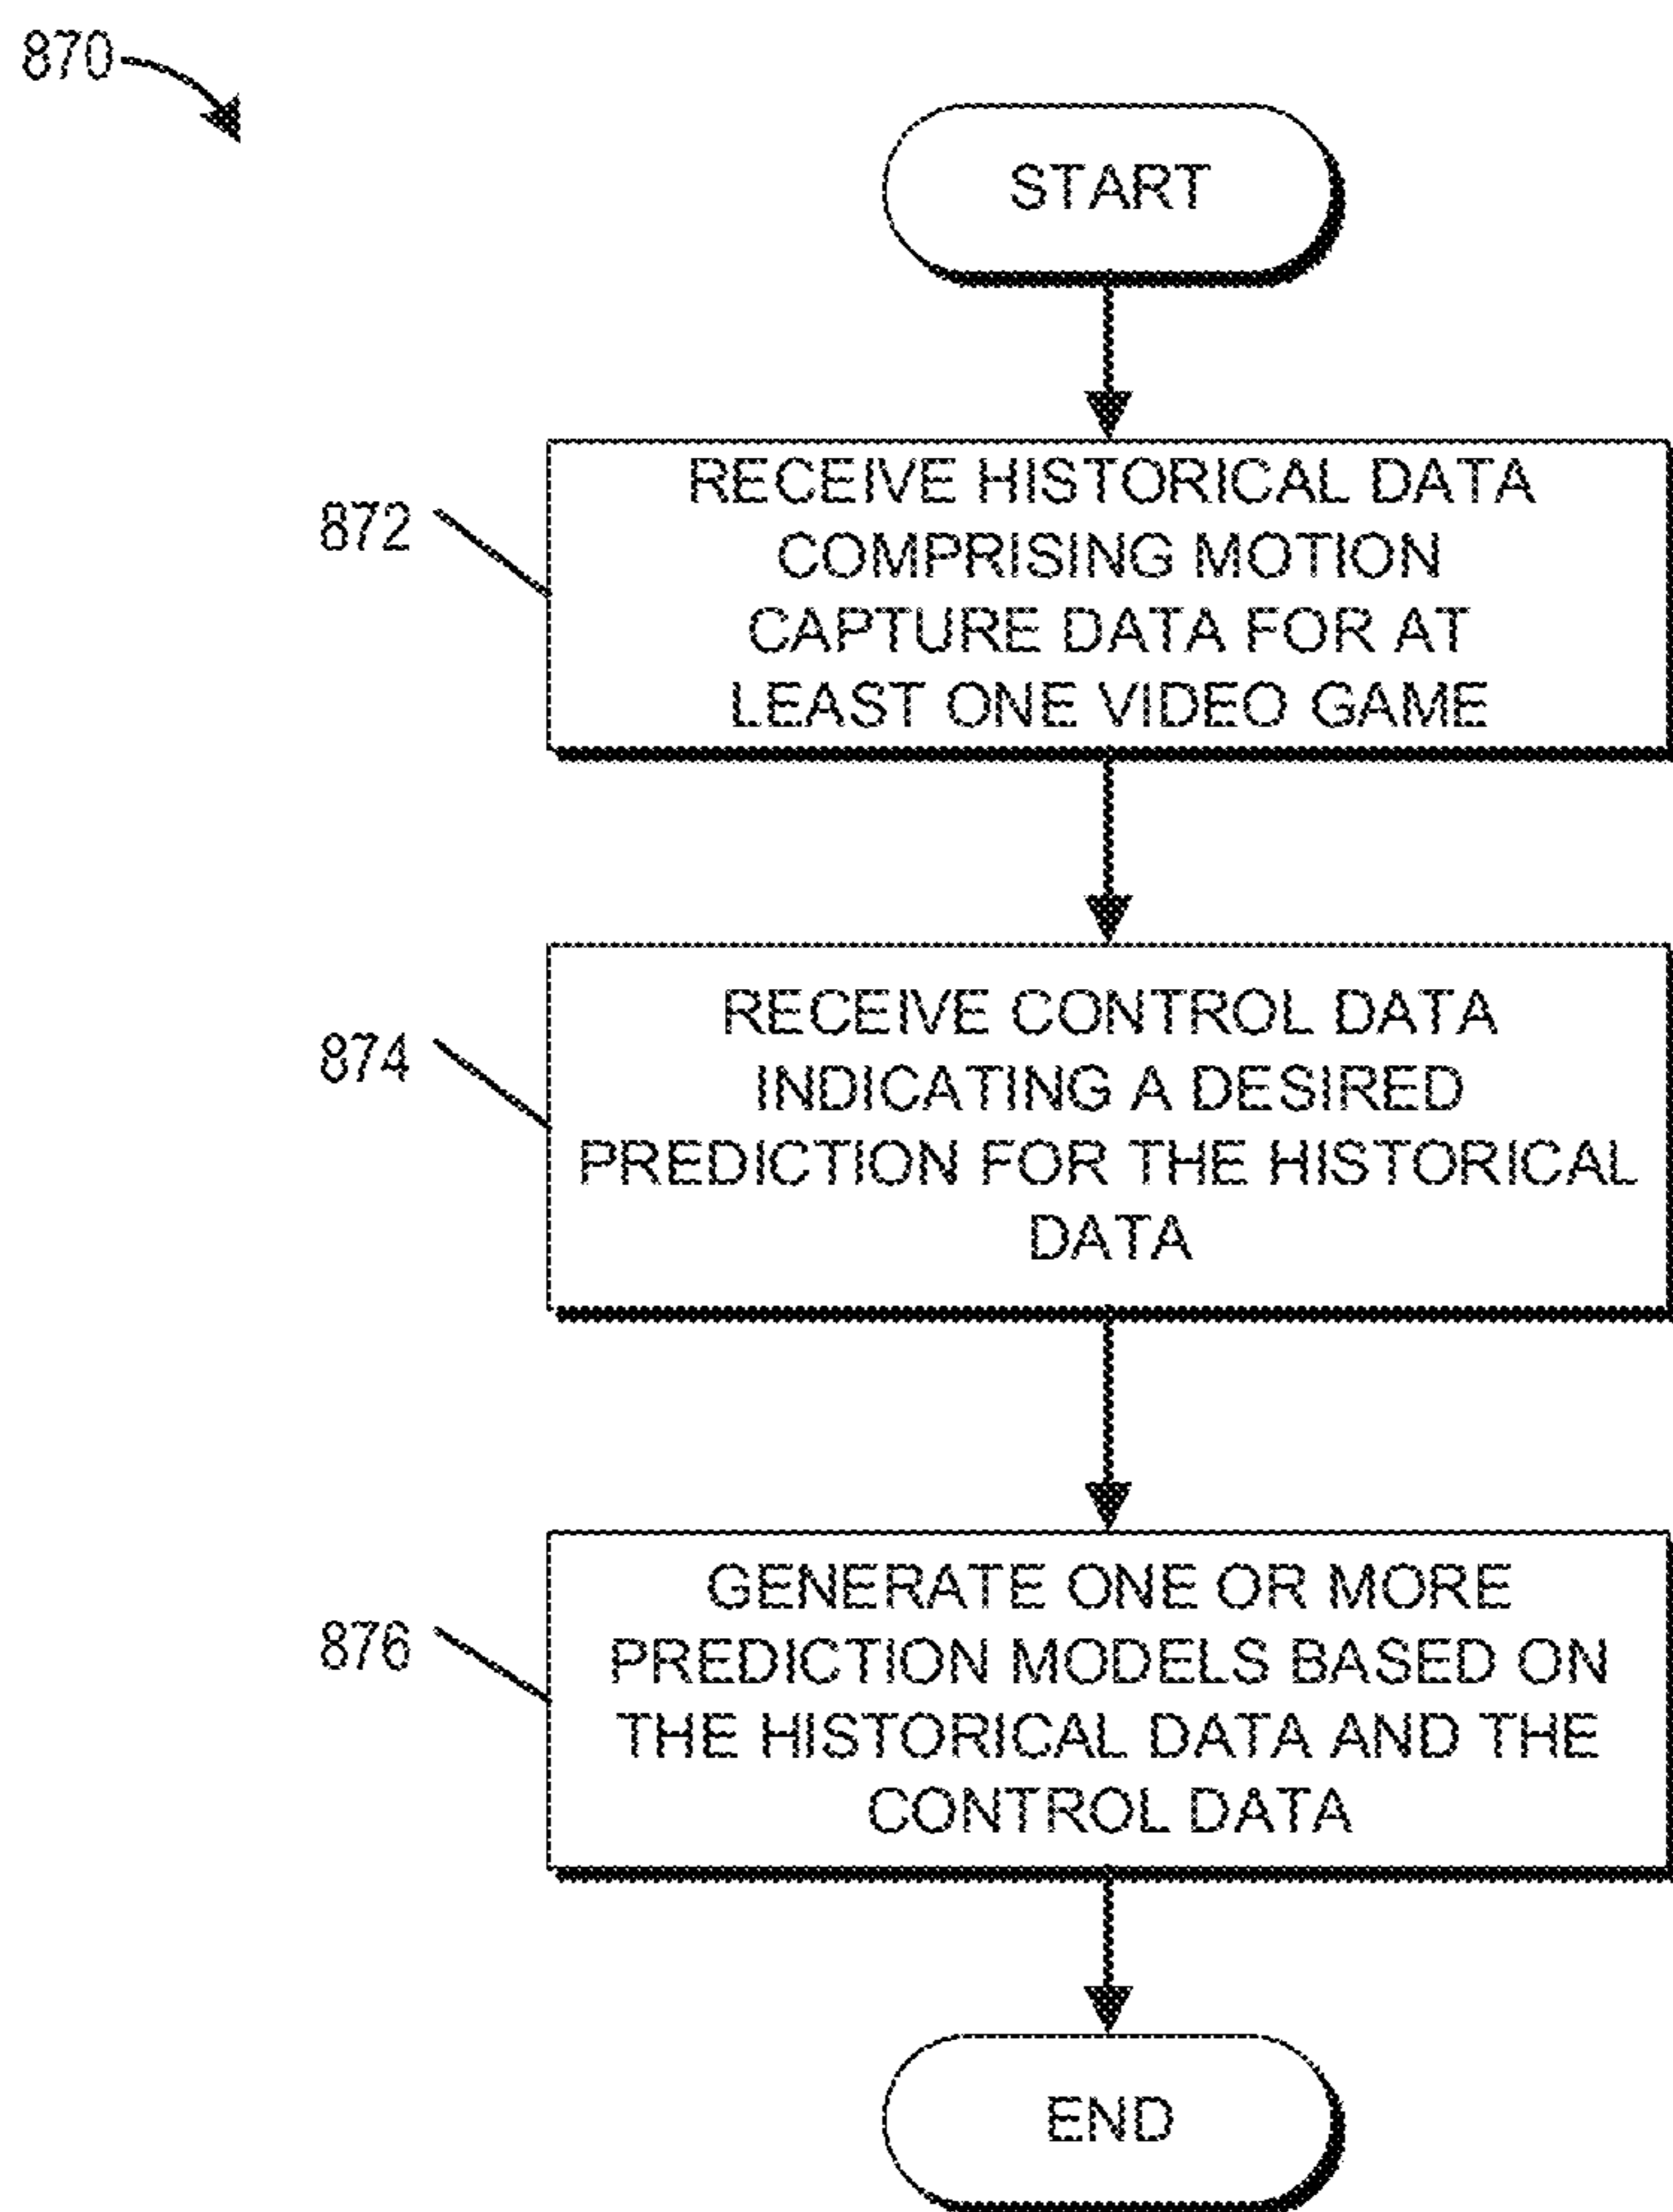 870
START
872
RECEIVE HISTORICAL DATA
COMPRISING MOTION
CAPTURE DATA FOR AT
LEAST ONE VIDEO GAME
874
RECEIVE CONTROL DATA
INDICATING A DESIRED
PREDICTION FOR THE HISTORICAL
DATA
876
GENERATE ONE OR MORE
PREDICTION MODELS BASED ON
THE HISTORICAL DATA AND THE
CONTROL DATA
END